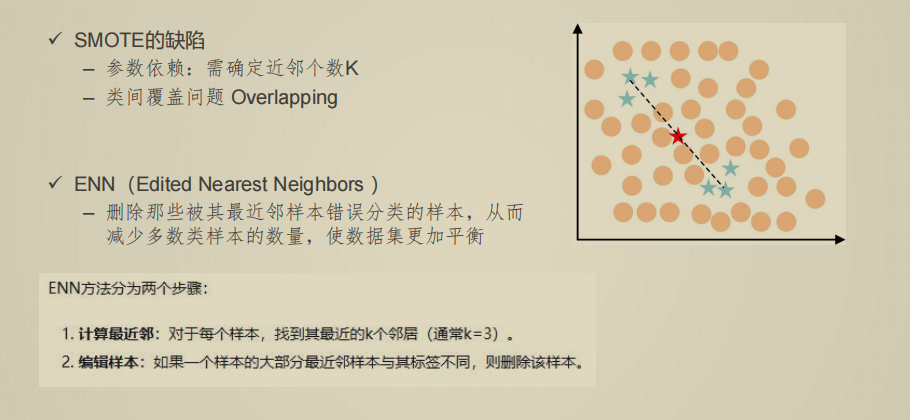 ✓ SMOTE的缺陷
– 参数依赖：需确定近邻个数K
– 类间覆盖问题 Overlapping
✓ ENN（Edited Nearest Neighbors ）
– 删除那些被其最近邻样本错误分类的样本，从而
减少多数类样本的数量，使数据集更加平衡
ENN方法分为两个步骤：
1. 计算最近邻：对于每个样本，找到其最近的k个邻居（通常k=3）。
2. 编辑样本：如果一个样本的大部分最近邻样本与其标签不同，则删除该样本。